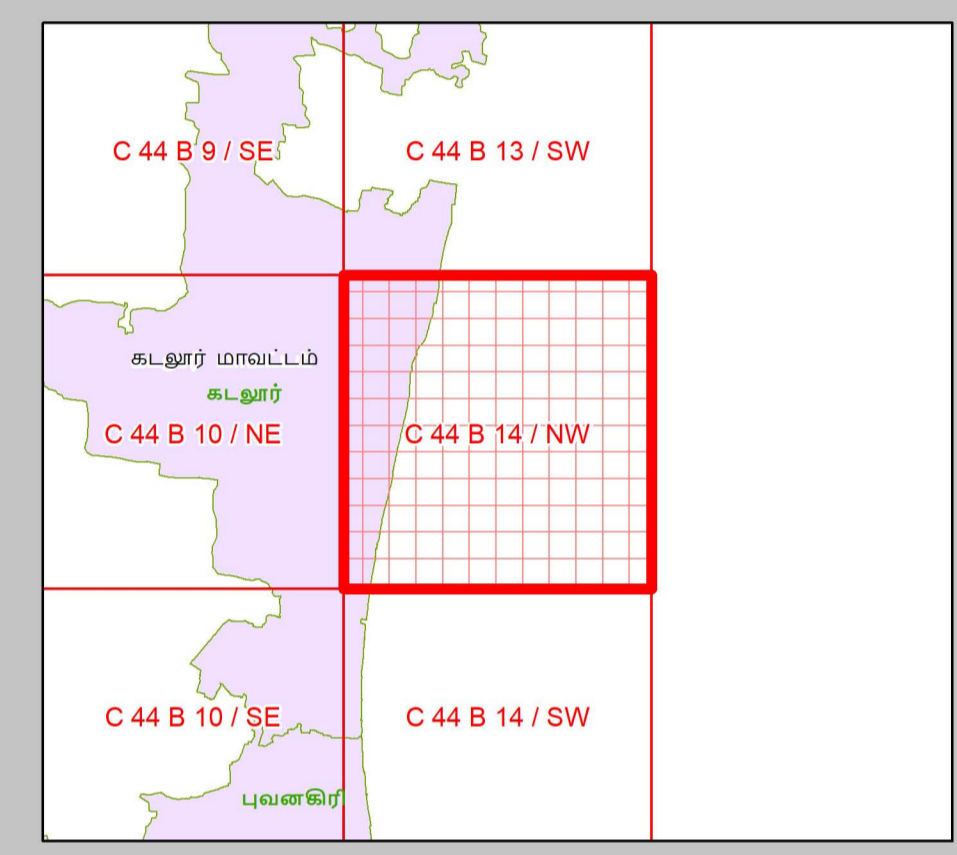 C 44 B 9 / SE
C 44 B 13 / SW
கடலூர் மாவட்டம்
கடலூர்
C 44 B 10 / NE
C 44 B 14 / NW
C 44 B 10 / SE
C 44 B 14 / SW
புவனகிரி